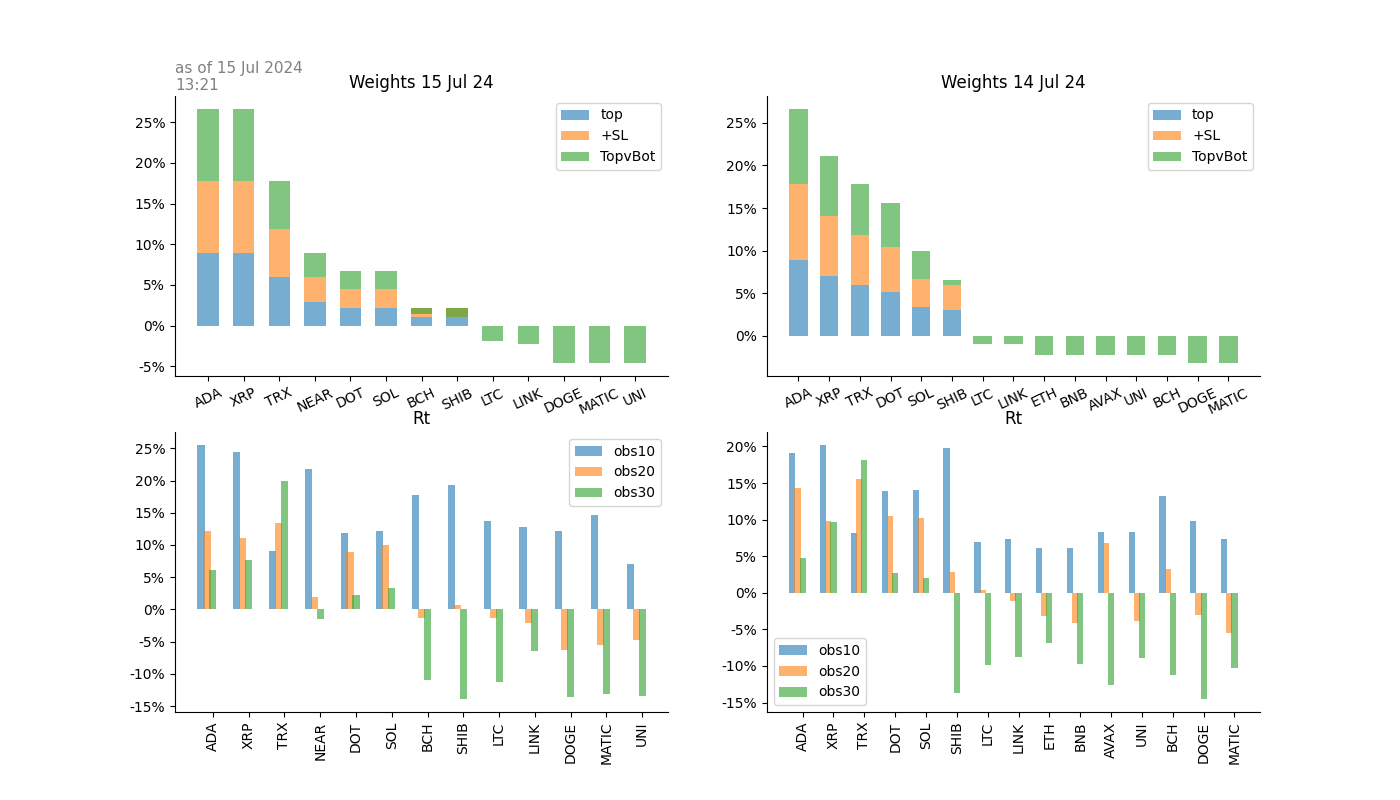 as of 15 Jul 2024
13:21
Weights 15 Jul 24
25%
20%
15%
10%
5%
0%
-5%
top
+SL
TopvBot
ADA XRP TRX NEAR DOT SOL BCH SHIB LTC LINK DOGE MATIC UNI
Weights 14 Jul 24
25%
20%
15%
10%
5%
0%
top
+SL
TopvBot
ADA XRP TRX DOT SOL SHIB LTC LINK ETH BNB AVAX UNI BCH DOGE MATIC
Rt
25%
20%
15%
10%
5%
0%
-5%
-10%
-15%
obs10
obs20
obs30
ADA XRP TRX NEAR DOT SOL BCH SHIB LTC LINK DOGE MATIC UNI
Rt
20%
15%
10%
5%
0%
-5%
-10%
-15%
obs10
obs20
obs30
ADA XRP TRX DOT SOL SHIB LTC LINK ETH BNB AVAX UNI BCH DOGE MATIC